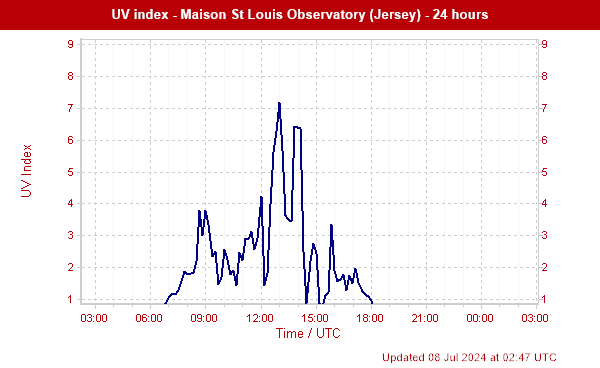 UV index - Maison St Louis Observatory (Jersey) - 24 hours
9 9
8 8
7 7
6 6
5 5
4 4
3 3
2 2
1 1
UV Index
03:00 06:00 09:00 12:00 15:00 18:00 21:00 00:00 03:00
Time / UTC
Updated 08 Jul 2024 at 02:47 UTC